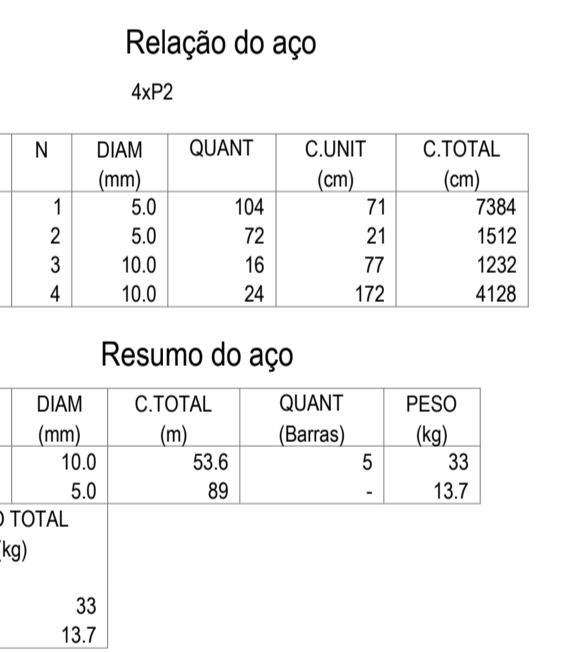 Relação do aço
4xP2
N DIAM QUANT C.UNIT C.TOTAL
(mm) (cm) (cm)
1 5.0 104 71 7384
2 5.0 72 21 1512
3 10.0 16 77 1232
4 10.0 24 172 4128
Resumo do aço
DIAM C.TOTAL QUANT PESO
(mm) (m) (Barras) (kg)
10.0 53.6 5 33
5.0 89 - 13.7
TOTAL
(kg)
33
13.7